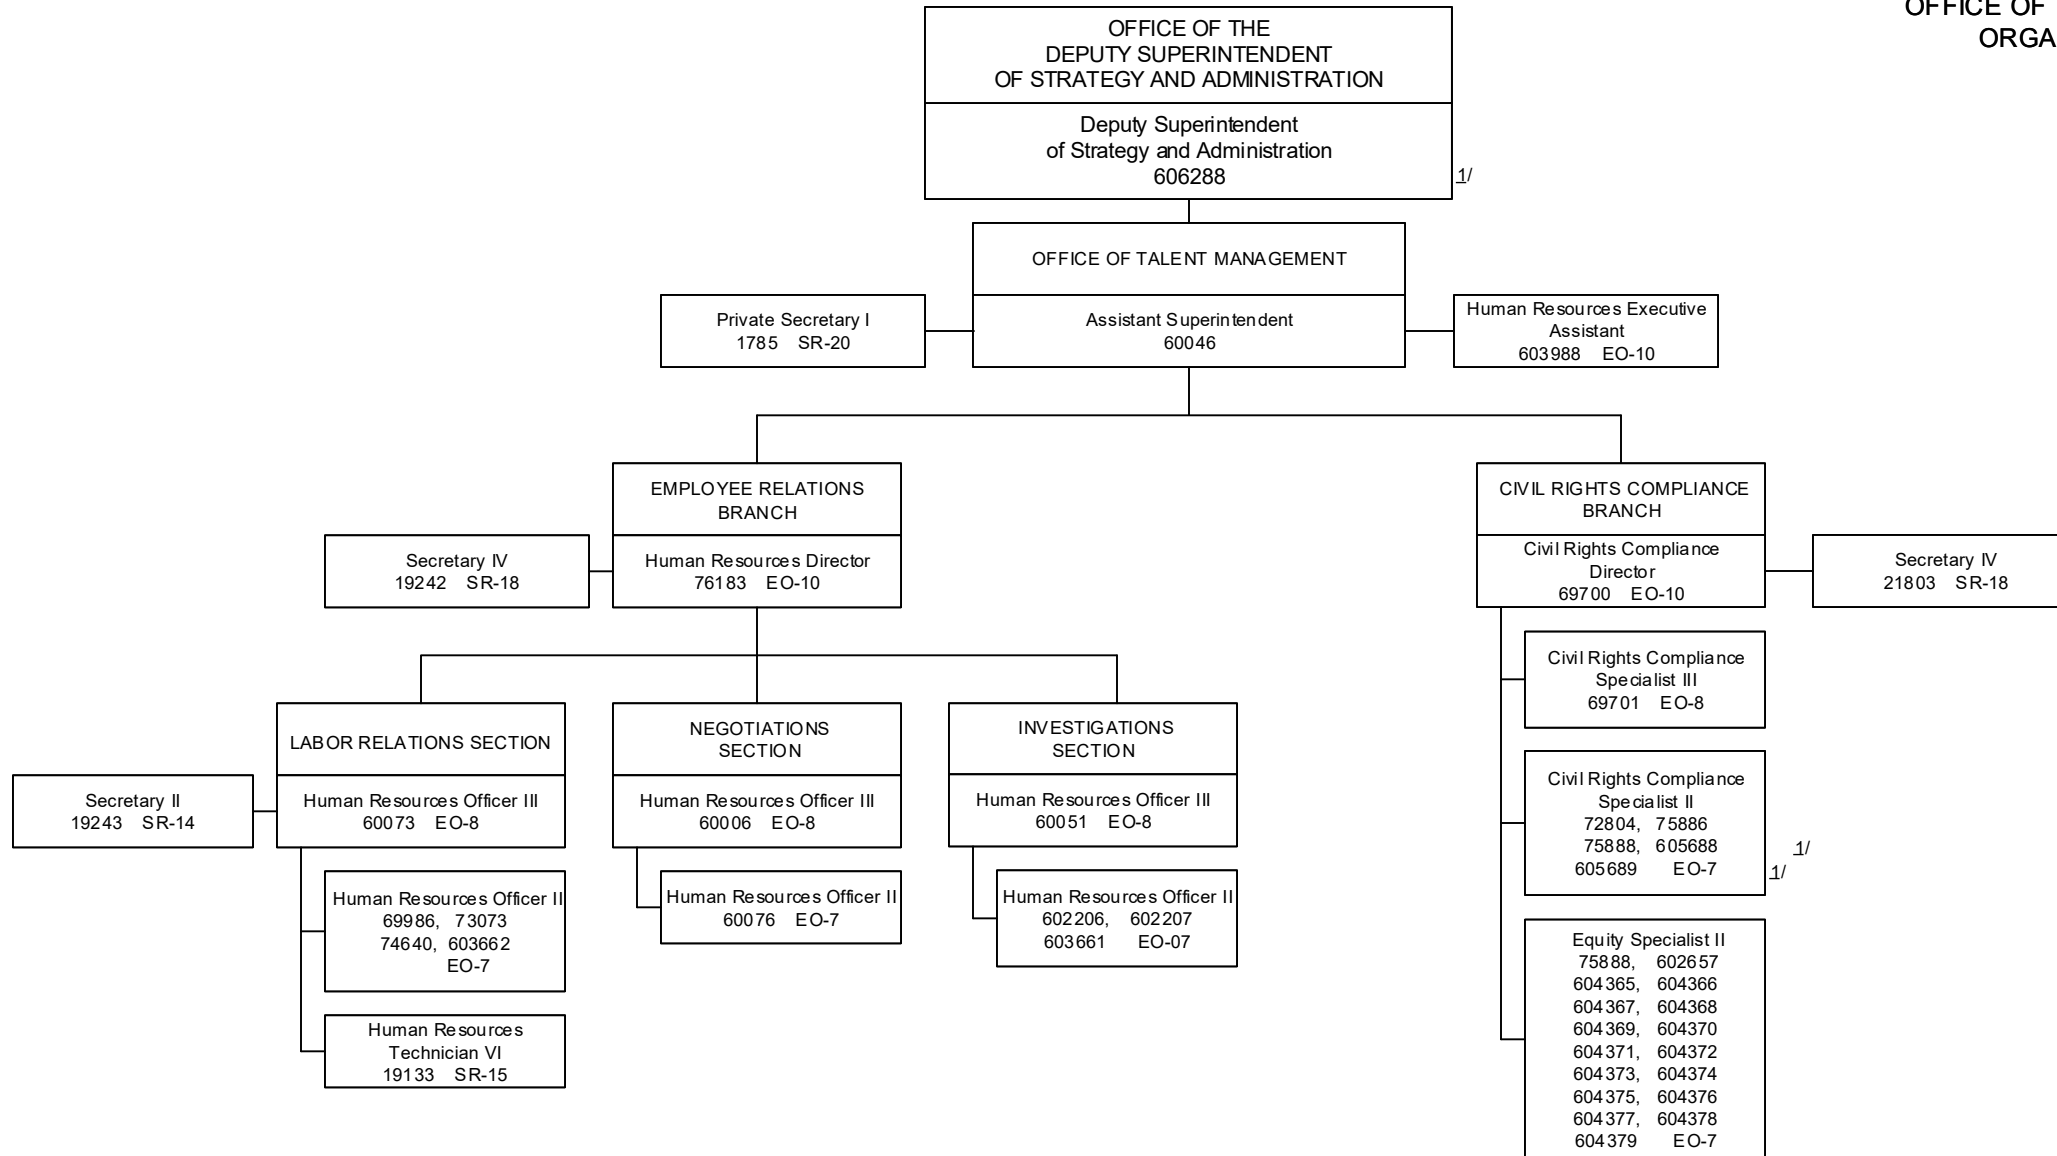 OFFICE OF
ORGA
OFFICE OF THE
DEPUTY SUPERINTENDENT
OF STRATEGY AND ADMINISTRATION
Deputy Superintendent
of Strategy and Administration
606288
1/
OFFICE OF TALENT MANAGEMENT
Assistant Superintendent
60046
Private Secretary I
1785 SR-20
Human Resources Executive
Assistant
603988 EO-10
EMPLOYEE RELATIONS
BRANCH
Human Resources Director
76183 EO-10
Secretary IV
19242 SR-18
CIVIL RIGHTS COMPLIANCE
BRANCH
Civil Rights Compliance
Director
69700 EO-10
Secretary IV
21803 SR-18
LABOR RELATIONS SECTION
Human Resources Officer III
60073 EO-8
Secretary II
19243 SR-14
Human Resources Officer II
69986, 73073
74640, 603662
EO-7
Human Resources
Technician VI
19133 SR-15
NEGOTIATIONS
SECTION
Human Resources Officer III
60006 EO-8
Human Resources Officer II
60076 EO-7
INVESTIGATIONS
SECTION
Human Resources Officer III
60051 EO-8
Human Resources Officer II
602206, 602207
603661 EO-07
Civil Rights Compliance
Specialist III
69701 EO-8
Civil Rights Compliance
Specialist II
72804, 75886
75888, 605688
605689 EO-7
1/
1/
Equity Specialist II
75888, 602657
604365, 604366
604367, 604368
604369, 604370
604371, 604372
604373, 604374
604375, 604376
604377, 604378
604379 EO-7